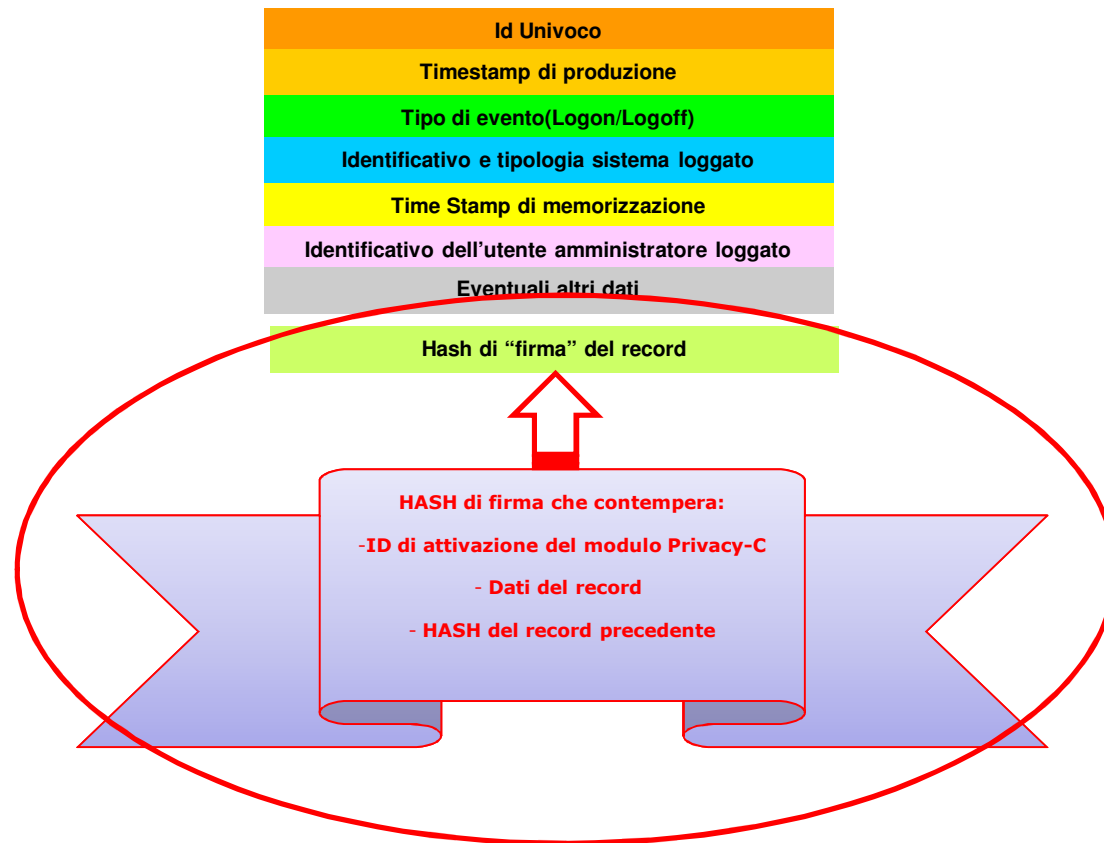 Id Univoco
Timestamp di produzione
Tipo di evento(Logon/Logoff)
Identificativo e tipologia sistema loggato
Time Stamp di memorizzazione
Identificativo dell'utente amministratore loggato
Eventuali altri dati
Hash di “firma” del record
HASH di firma che contempera:
-ID di attivazione del modulo Privacy-C
- Dati del record
- HASH del record precedente